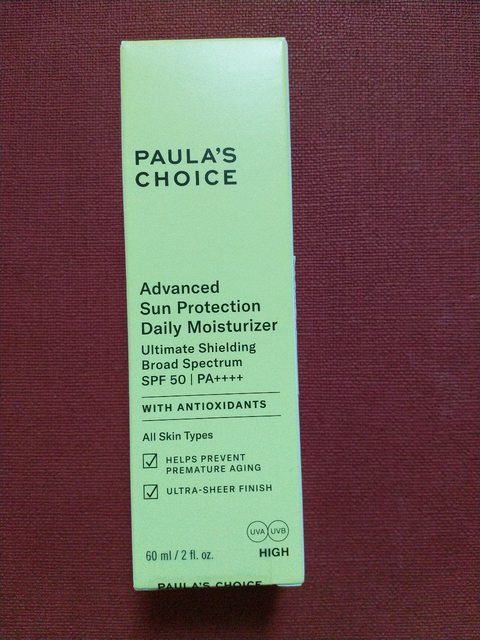 PAULA'S
CHOICE
Advanced
Sun Protection
Daily Moisturizer
Ultimate Shielding
Broad Spectrum
SPF 50 | PA++++
WITH ANTIOXIDANTS
All Skin Types
HELPS PREVENT
PREMATURE AGING
ULTRA-SHEER FINISH
UVA UVB
HIGH
60 ml / 2 fl. oz.
PAULA'S CHOICE